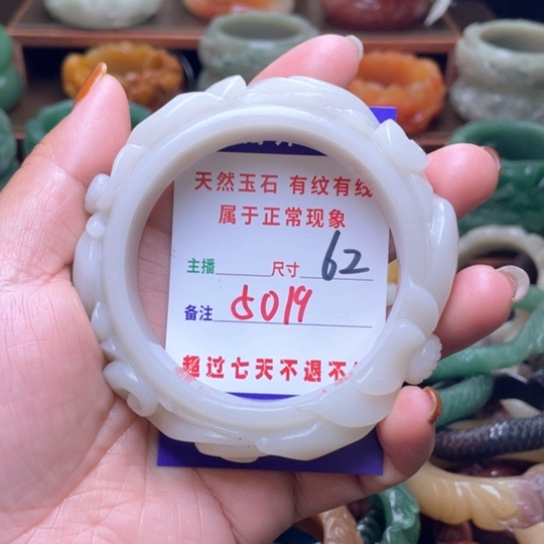 天然玉石 有纹有线
属于正常现象
主播 尺寸 62
备注 5019
超过七天不退不